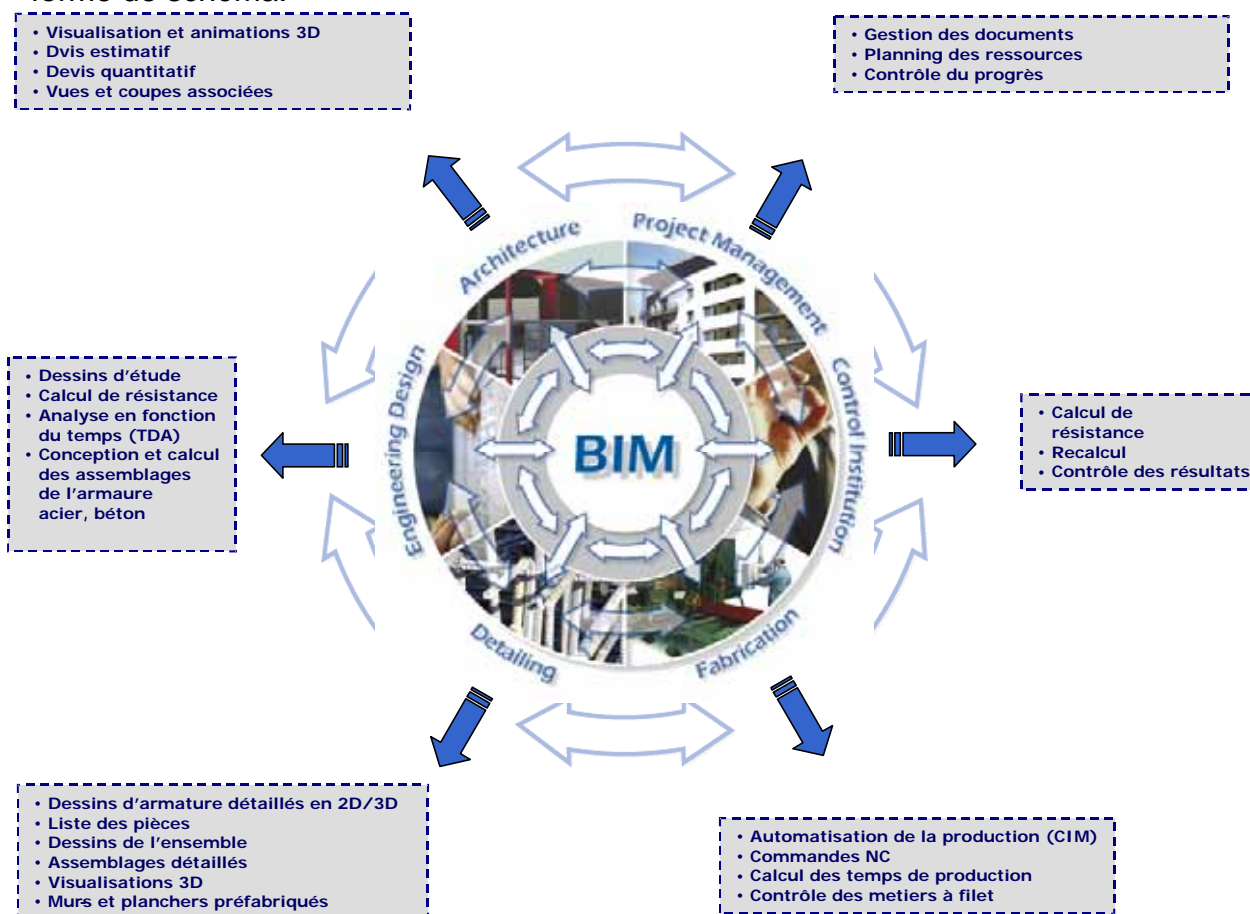 forme de schéma.
• Visualisation et animations 3D
• Dvis estimatif
• Devis quantitatif
• Vues et coupes associées
• Gestion des documents
• Planning des ressources
• Contrôle du progrès
Architecture
Project Management
• Dessins d'étude
• Calcul de résistance
• Analyse en fonction
du temps (TDA)
• Conception et calcul
des assemblages
de l'armaure
acier, béton
Engineering Design
BIM
Control Institution
• Calcul de
résistance
• Recalcul
• Contrôle des résultats
Detailing
Fabrication
• Dessins d'armature détaillés en 2D/3D
• Liste des pièces
• Dessins de l'ensemble
• Assemblages détaillés
• Visualisations 3D
• Murs et planchers préfabriqués
• Automatisation de la production (CIM)
• Commandes NC
• Calcul des temps de production
• Contrôle des metiers à filet